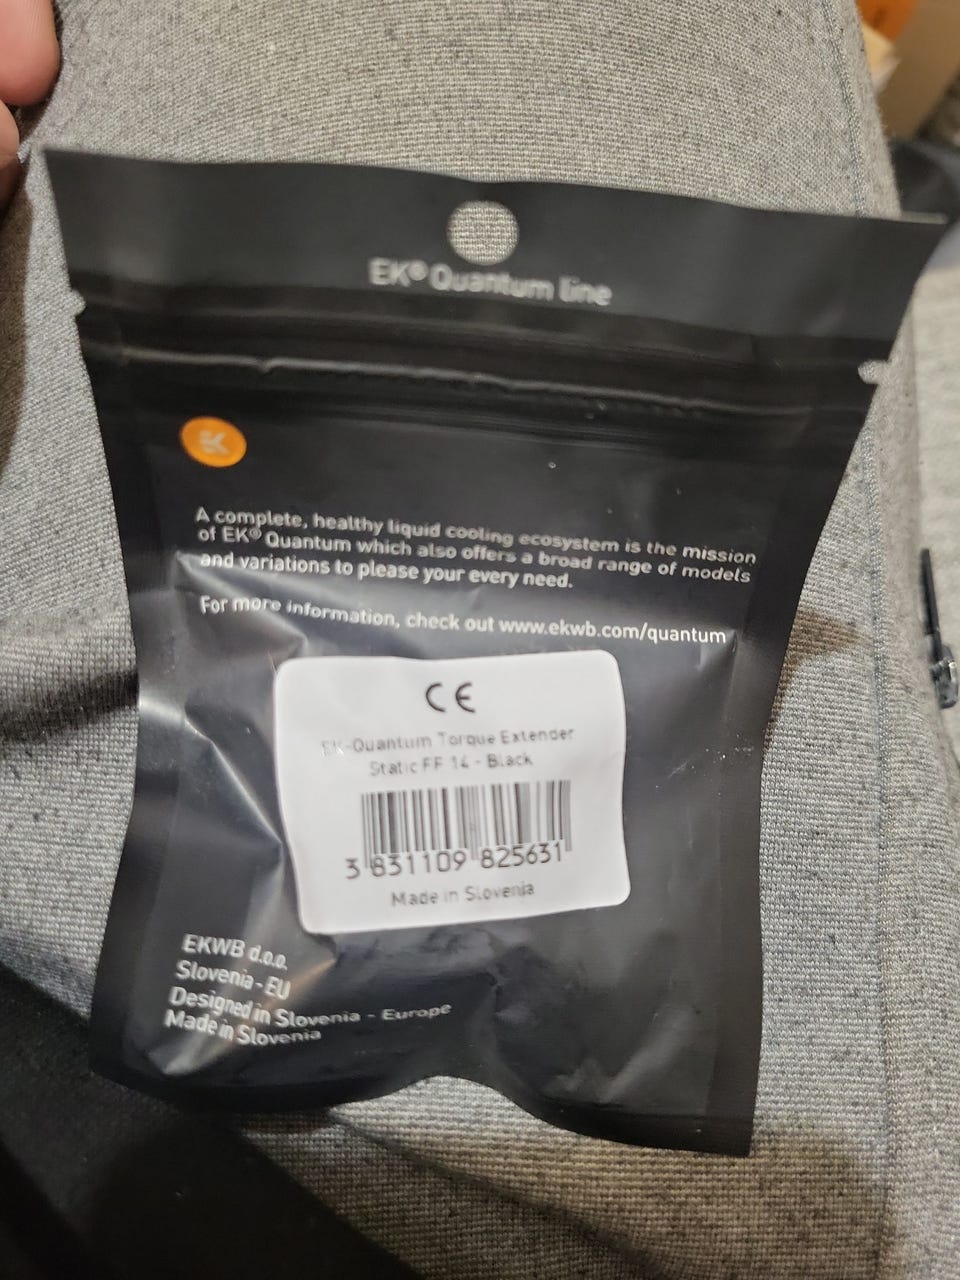 EK® Quantum line
EK
A complete, healthy liquid cooling ecosystem is the mission
of EK® Quantum which also offers a broad range of models
and variations to please your every need.
For more information, check out www.ekwb.com/quantum
CE
EK-Quantum Torque Extender
Static FF 14 - Black
3 831109 825631
Made in Slovenia
EKWB d.o.o.
Slovenia - EU
Designed in Slovenia - Europe
Made in Slovenia